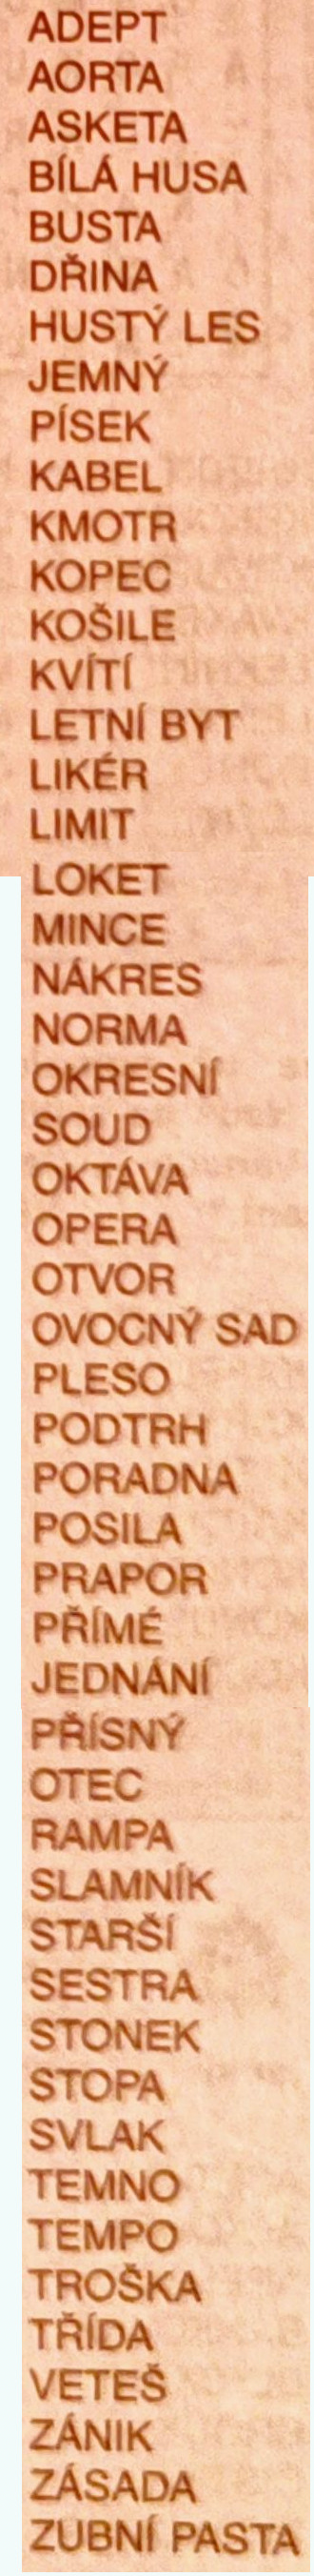 ADEPT
AORTA
ASKETA
BÍLÁ HUSA
BUSTA
DŘINA
HUSTÝ LES
JEMNÝ
PÍSEK
KABEL
KMOTR
KOPEC
KOŠILE
KVÍTÍ
LETNÍ BYT
LIKÉR
LIMIT
LOKET
MINCE
NÁKRES
NORMA
OKRESNÍ
SOUD
OKTÁVA
OPERA
OTVOR
OVOCNÝ SAD
PLESO
PODTRH
PORADNA
POSILA
PRAPOR
PŘÍMÉ
JEDNÁNÍ
PŘÍSNÝ
OTEC
RAMPA
SLAMNÍK
STARŠÍ
SESTRA
STONEK
STOPA
SVLAK
TEMNO
TEMPO
TROŠKA
TŘÍDA
VETEŠ
ZÁNIK
ZÁSADA
ZUBNÍ PASTA